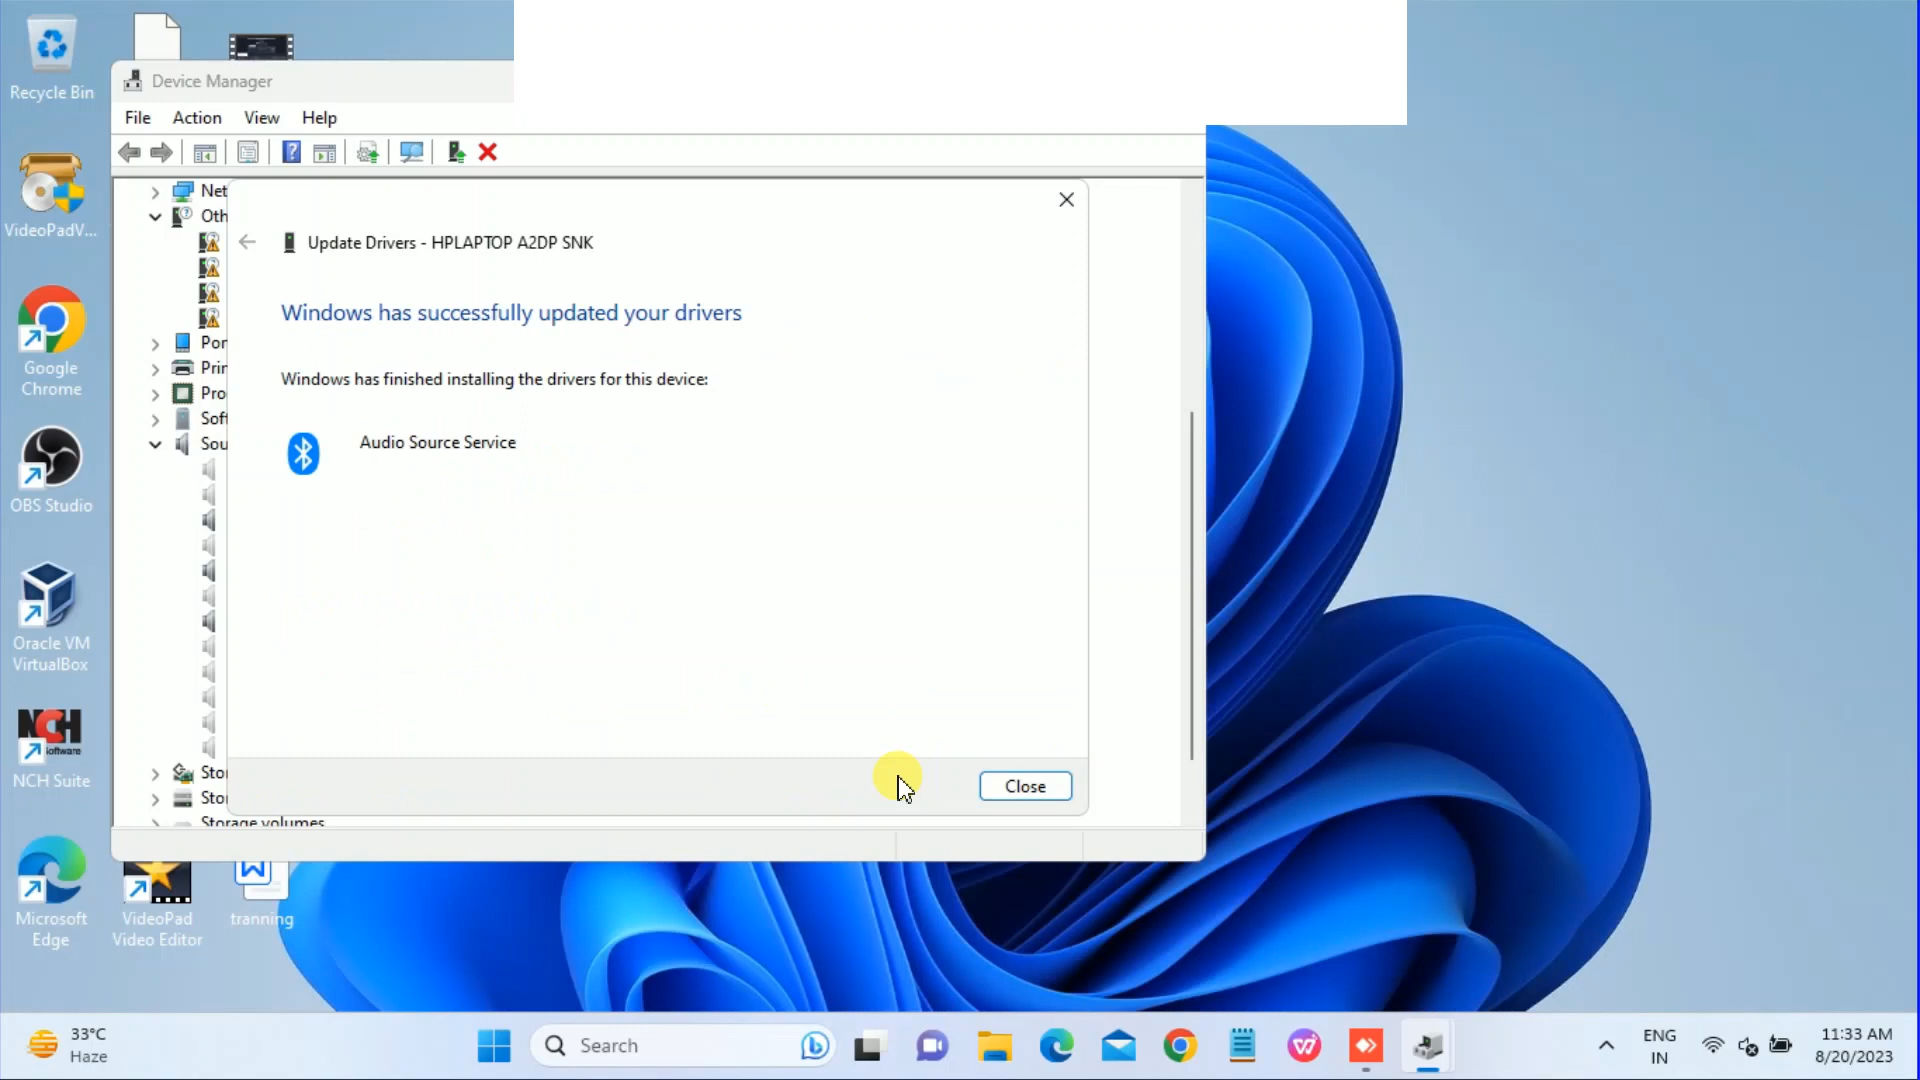 Recycle Bin
Device Manager
File Action View Help
VideoPadV...
Net
Oth
Update Drivers - HPLAPTOP A2DP SNK
Windows has successfully updated your drivers
Windows has finished installing the drivers for this device:
Audio Source Service
Por
Prin
Pro
Soft
Sou
Google
Chrome
OBS Studio
Oracle VM
VirtualBox
NCH
Software
NCH Suite
Sto
Sto
Storage volumes
Close
Microsoft
Edge
VideoPad
Video Editor
tranning
33°C
Haze
Search
ENG
IN
11:33 AM
8/20/2023